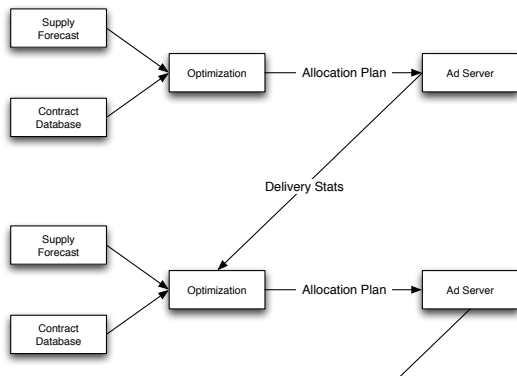 Supply
Forecast
Optimization
Allocation Plan
Ad Server
Contract
Database
Delivery Stats
Supply
Forecast
Optimization
Allocation Plan
Ad Server
Contract
Database